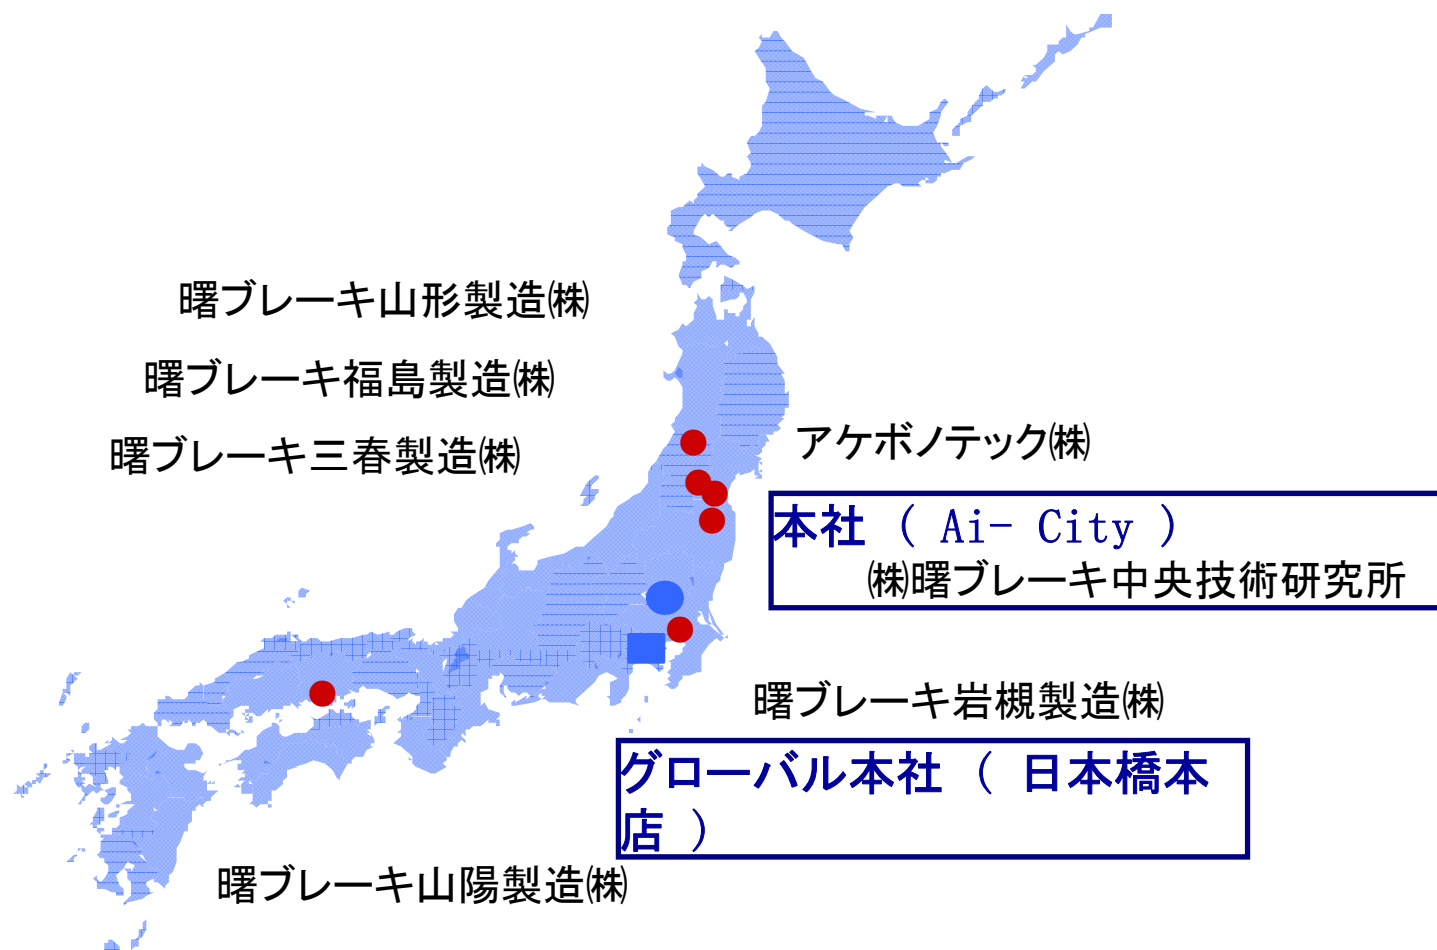 曙ブレーキ山形製造㈱
曙ブレーキ福島製造㈱
曙ブレーキ三春製造㈱
アケボノテック㈱
本社 ( Ai- City )
㈱曙ブレーキ中央技術研究所
曙ブレーキ岩槻製造㈱
グローバル本社 ( 日本橋本
店 )
曙ブレーキ山陽製造㈱